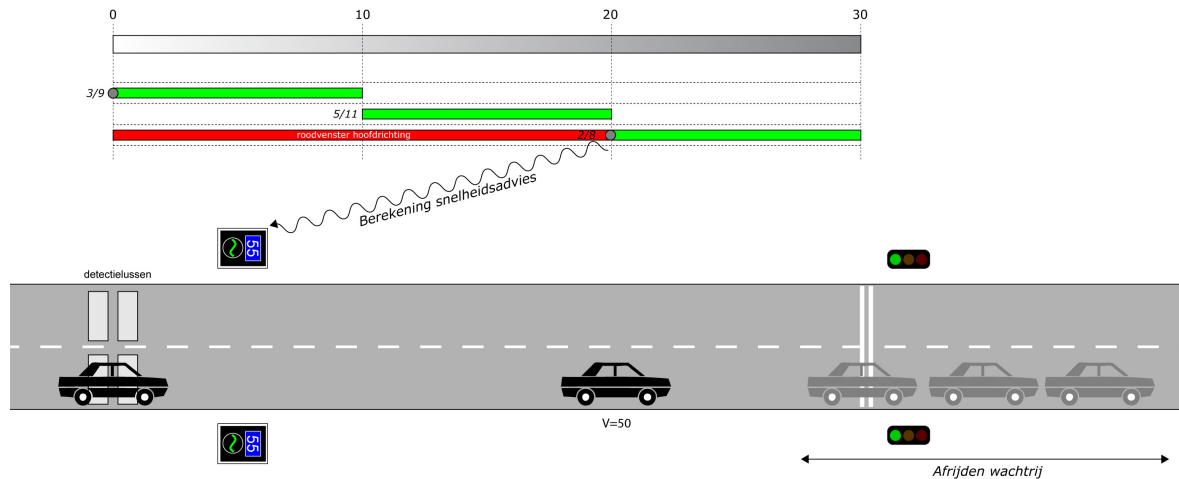 0 10 20 30
3/9
5/11
roodvenster hoofdrichting 2/8
Berekening snelheidsadvies
55
detectielussen
V=50
55
Afrijden wachtrij